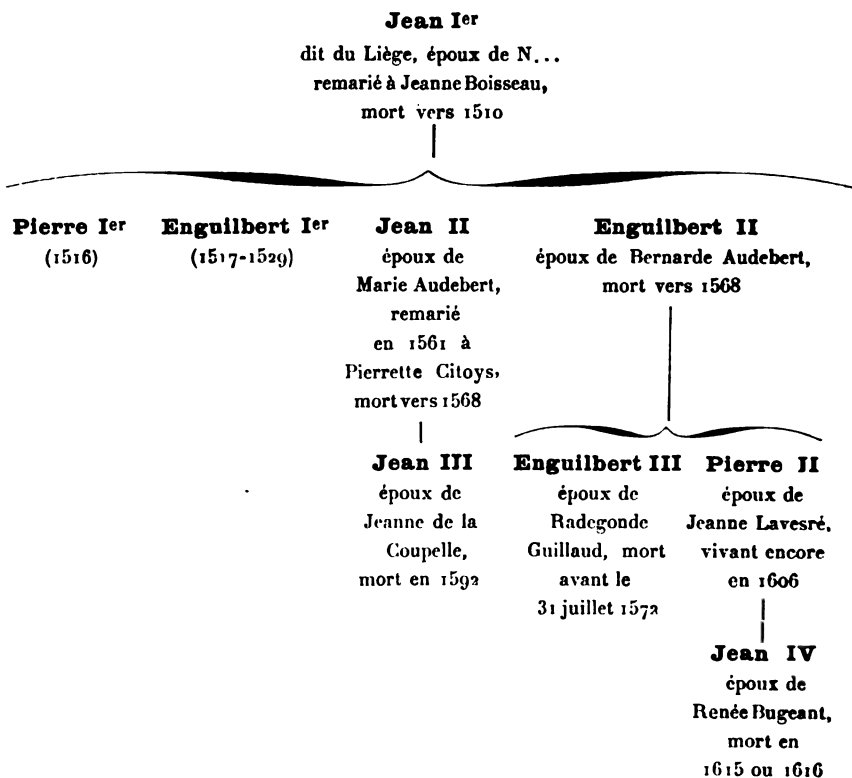 Jean Ier
dit du Liège, époux de N...
remarié à Jeanne Boisseau,
mort vers 1510
Pierre Ier
(1516)
Enguilbert Ier
(1517-1529)
Jean II
époux de
Marie Audebert,
remarié
en 1561 à
Pierrette Citoys,
mort vers 1568
Enguilbert II
époux de Bernarde Audebert,
mort vers 1568
Jean III
époux de
Jeanne de la
Coupelle,
mort en 1592
Enguilbert III
époux de
Radegonde
Guillaud, mort
avant le
31 juillet 1572
Pierre II
époux de
Jeanne Lavesré,
vivant encore
en 1606
Jean IV
époux de
Renée Bugeant,
mort en
1615 ou 1616